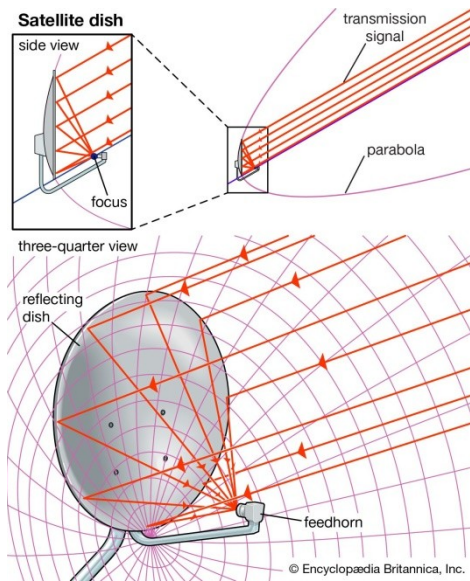 Satellite dish
side view
transmission
signal
parabola
focus
three-quarter view
reflecting
dish
feedhorn
© Encyclopædia Britannica, Inc.